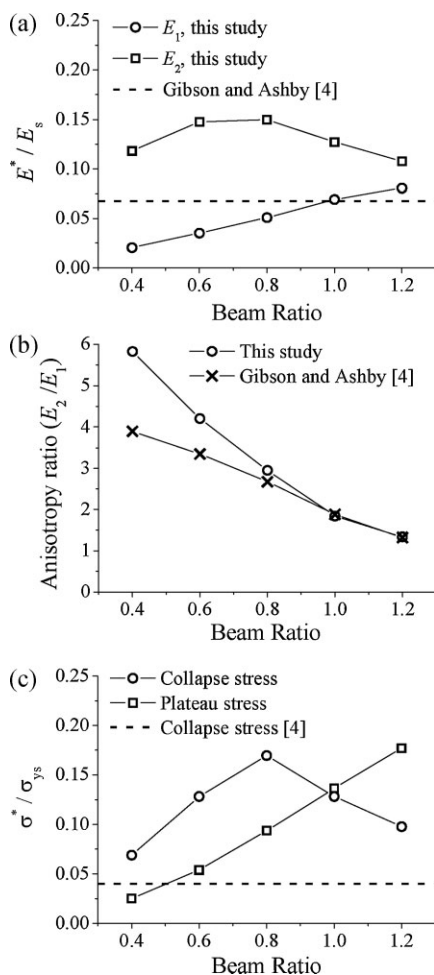 (a)
E₁, this study
E₂, this study
Gibson and Ashby [4]
E* / Eₛ
0.25
0.20
0.15
0.10
0.05
0.00
0.4 0.6 0.8 1.0 1.2
Beam Ratio
(b)
This study
Gibson and Ashby [4]
Anisotropy ratio (E₂ /E₁)
6
5
4
3
2
1
0
0.4 0.6 0.8 1.0 1.2
Beam Ratio
(c)
Collapse stress
Plateau stress
Collapse stress [4]
σ* / σys
0.25
0.20
0.15
0.10
0.05
0.00
0.4 0.6 0.8 1.0 1.2
Beam Ratio